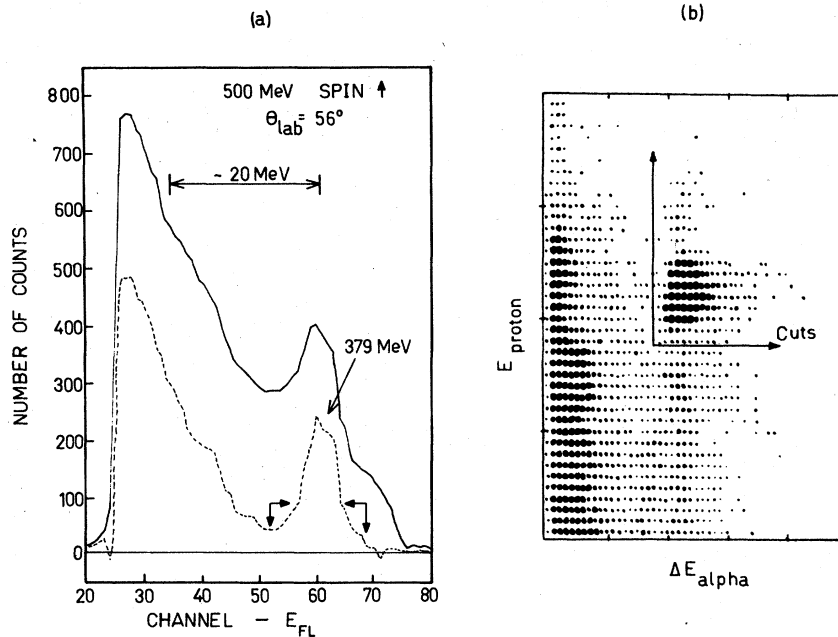 (a)
(b)
500 MeV SPIN
θlab = 56°
~ 20 MeV
379 MeV
800
700
600
500
400
300
200
100
0
NUMBER OF COUNTS
20 30 40 50 60 70 80
CHANNEL - EFL
E proton
Cuts
ΔEalpha